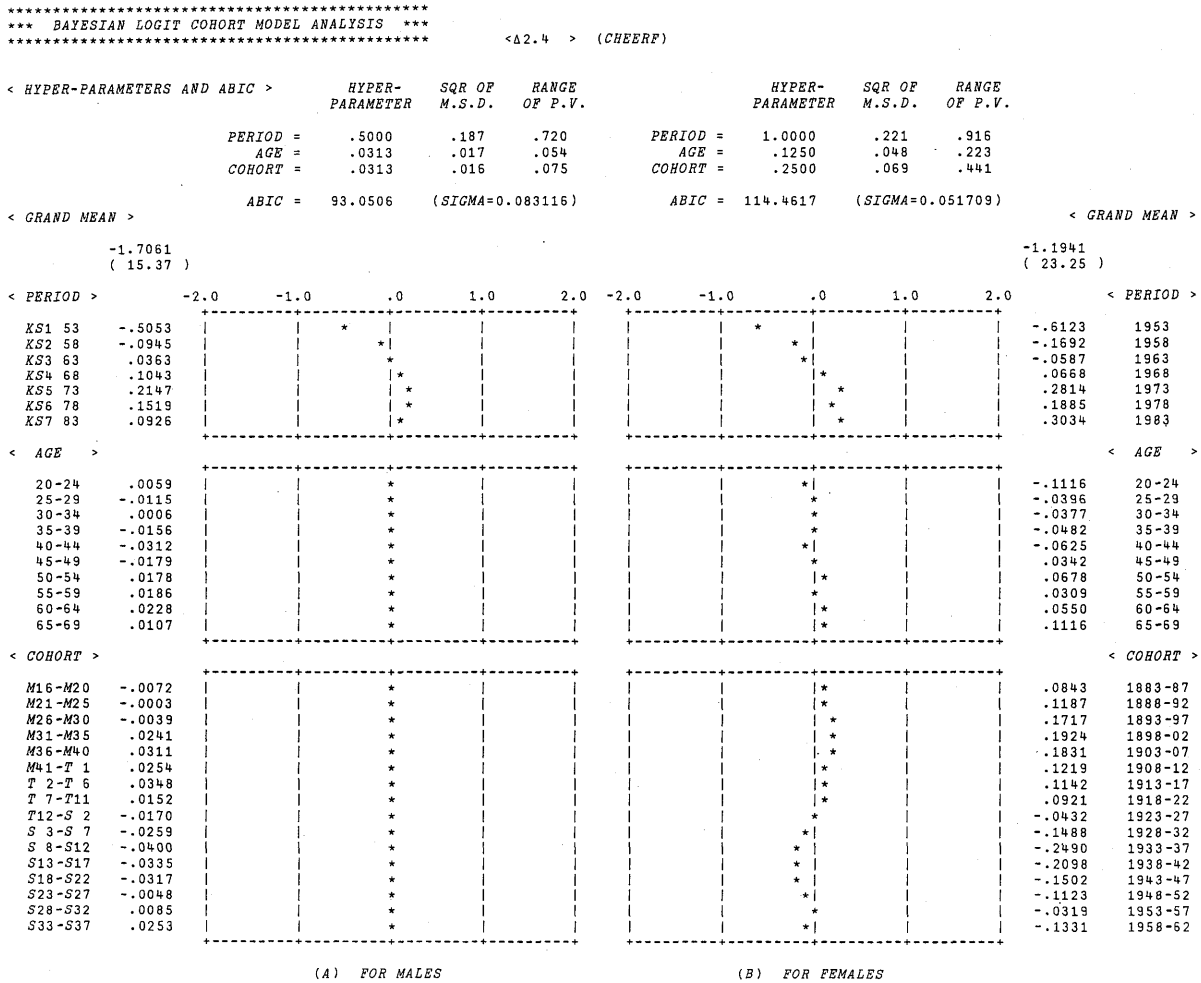 ***********************************************
*** BAYESIAN LOGIT COHORT MODEL ANALYSIS ***
*********************************************** <Δ2.4 > (CHEERF)
< HYPER-PARAMETERS AND ABIC > HYPER- SQR OF RANGE HYPER- SQR OF RANGE
PARAMETER M.S.D. OF P.V. PARAMETER M.S.D. OF P.V.
PERIOD = .5000 .187 .720 PERIOD = 1.0000 .221 .916
AGE = .0313 .017 .054 AGE = .1250 .048 .223
COHORT = .0313 .016 .075 COHORT = .2500 .069 .441
ABIC = 93.0506 (SIGMA=0.083116) ABIC = 114.4617 (SIGMA=0.051709)
< GRAND MEAN > < GRAND MEAN >
-1.7061 -1.1941
( 15.37 ) ( 23.25 )
< PERIOD > -2.0 -1.0 .0 1.0 2.0 -2.0 -1.0 .0 1.0 2.0 < PERIOD >
KS1 53 -.5053 * * -.6123 1953
KS2 58 -.0945 * * -.1692 1958
KS3 63 .0363 * * -.0587 1963
KS4 68 .1043 * * .0668 1968
KS5 73 .2147 * * .2814 1973
KS6 78 .1519 * * .1885 1978
KS7 83 .0926 * * .3034 1983
< AGE > < AGE >
20-24 .0059 * * -.1116 20-24
25-29 -.0115 * * -.0396 25-29
30-34 .0006 * * -.0377 30-34
35-39 -.0156 * * -.0482 35-39
40-44 -.0312 * * -.0625 40-44
45-49 -.0179 * * .0342 45-49
50-54 .0178 * * .0678 50-54
55-59 .0186 * * .0309 55-59
60-64 .0228 * * .0550 60-64
65-69 .0107 * * .1116 65-69
< COHORT > < COHORT >
M16-M20 -.0072 * * .0843 1883-87
M21-M25 -.0003 * * .1187 1888-92
M26-M30 -.0039 * * .1717 1893-97
M31-M35 .0241 * * .1924 1898-02
M36-M40 .0311 * * .1831 1903-07
M41-T 1 .0254 * * .1219 1908-12
T 2-T 6 .0348 * * .1142 1913-17
T 7-T11 .0152 * * .0921 1918-22
T12-S 2 -.0170 * * -.0432 1923-27
S 3-S 7 -.0259 * * -.1488 1928-32
S 8-S12 -.0400 * * -.2490 1933-37
S13-S17 -.0335 * * -.2098 1938-42
S18-S22 -.0317 * * -.1502 1943-47
S23-S27 -.0048 * * -.1123 1948-52
S28-S32 .0085 * * -.0319 1953-57
S33-S37 .0253 * * -.1331 1958-62
(A) FOR MALES (B) FOR FEMALES